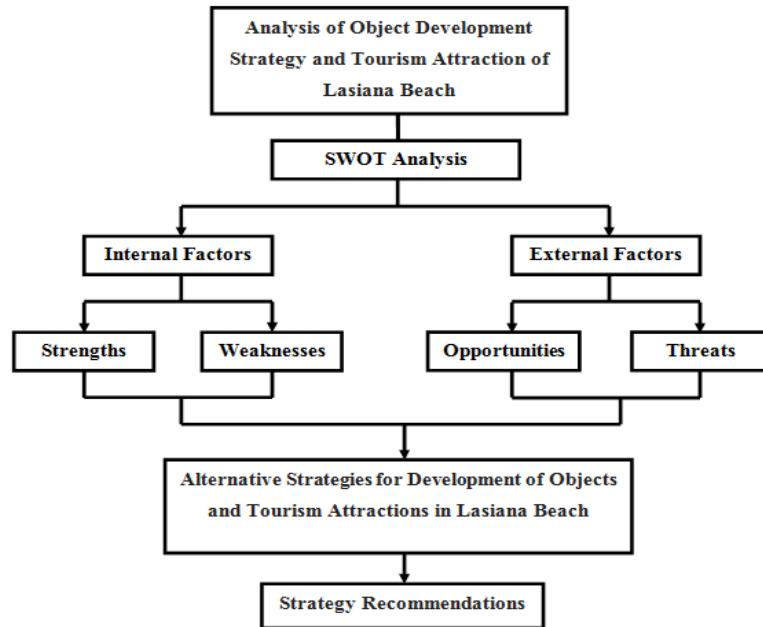 Analysis of Object Development
Strategy and Tourism Attraction of
Lasiana Beach
SWOT Analysis
Internal Factors
External Factors
Strengths
Weaknesses
Opportunities
Threats
Alternative Strategies for Development of Objects
and Tourism Attractions in Lasiana Beach
Strategy Recommendations